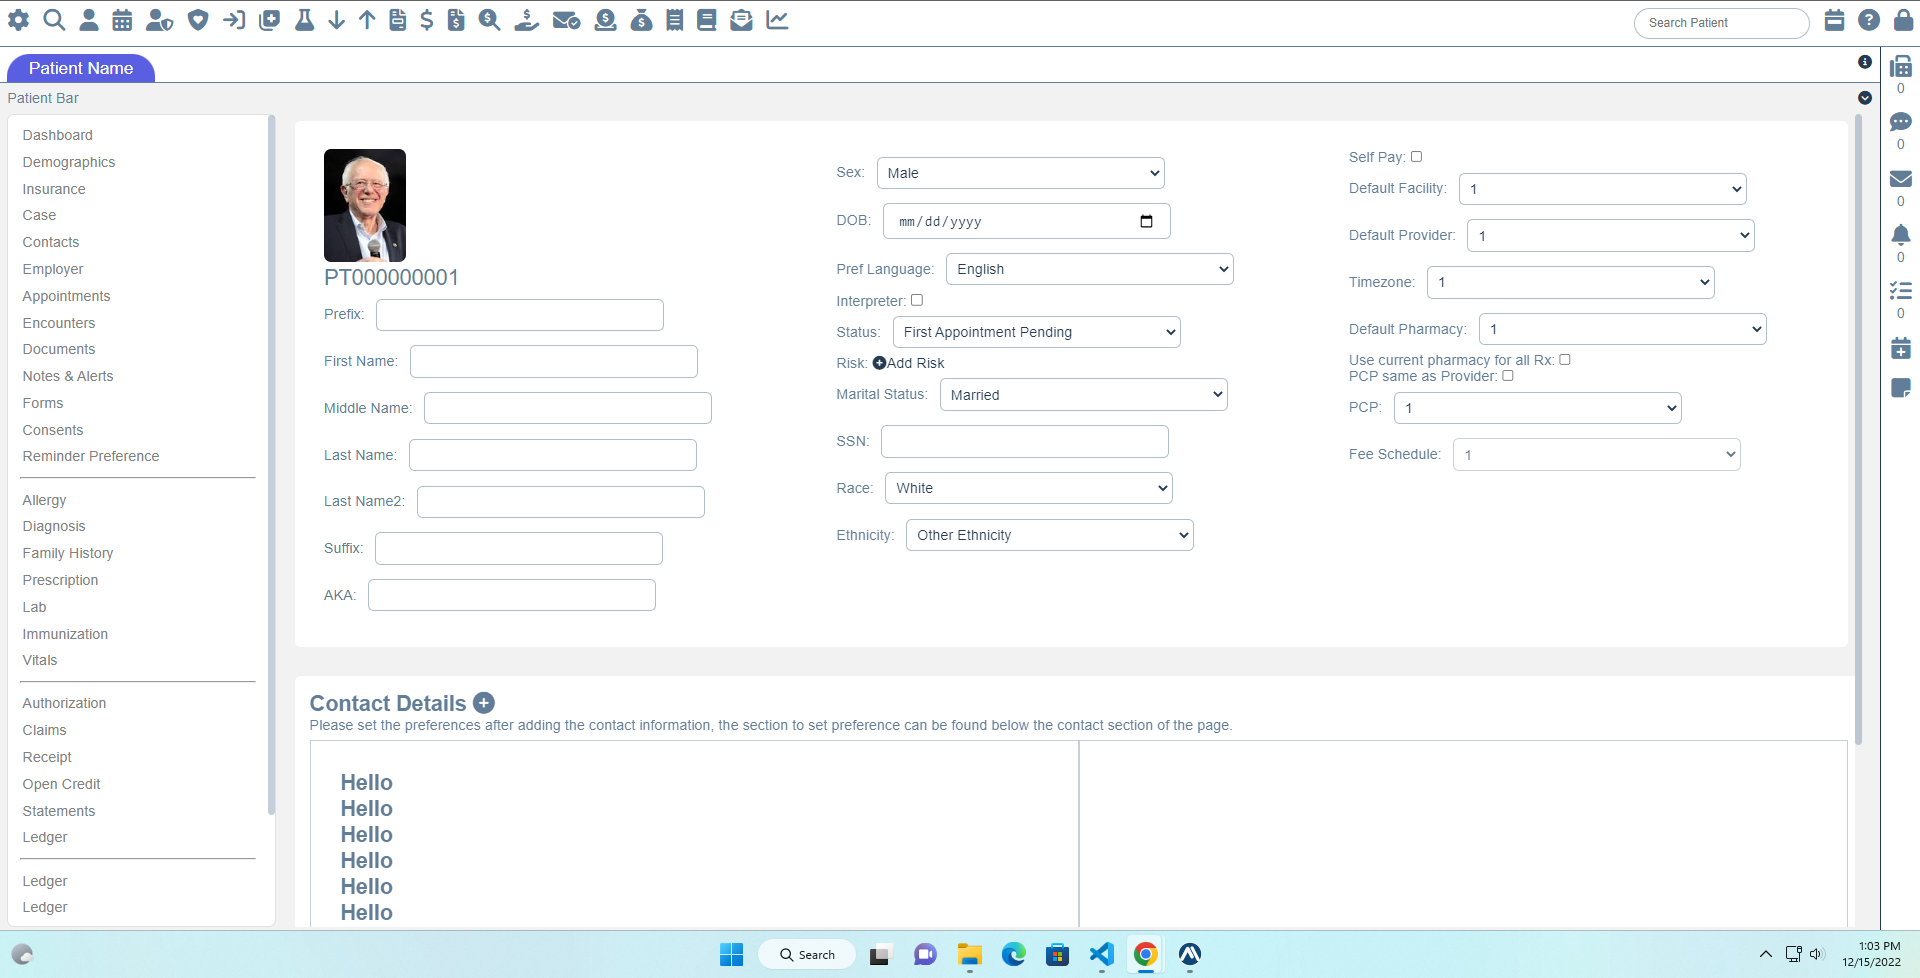 Search Patient
Patient Name
0
Patient Bar
Dashboard
Demographics
Insurance
Case
Contacts
Employer
Appointments
Encounters
Documents
Notes & Alerts
Forms
Consents
Reminder Preference
Allergy
Diagnosis
Family History
Prescription
Lab
Immunization
Vitals
Authorization
Claims
Receipt
Open Credit
Statements
Ledger
Ledger
Ledger
PT000000001
Prefix:
First Name:
Middle Name:
Last Name:
Last Name2:
Suffix:
AKA:
Sex: Male
DOB: mm/dd/yyyy
Pref Language: English
Interpreter:
Status: First Appointment Pending
Risk: Add Risk
Marital Status: Married
SSN:
Race: White
Ethnicity: Other Ethnicity
Self Pay:
Default Facility: 1
Default Provider: 1
Timezone: 1
Default Pharmacy: 1
Use current pharmacy for all Rx:
PCP same as Provider:
PCP: 1
Fee Schedule: 1
0
0
0
0
Contact Details
Please set the preferences after adding the contact information, the section to set preference can be found below the contact section of the page.
Hello
Hello
Hello
Hello
Hello
Hello
Search
1:03 PM
12/15/2022